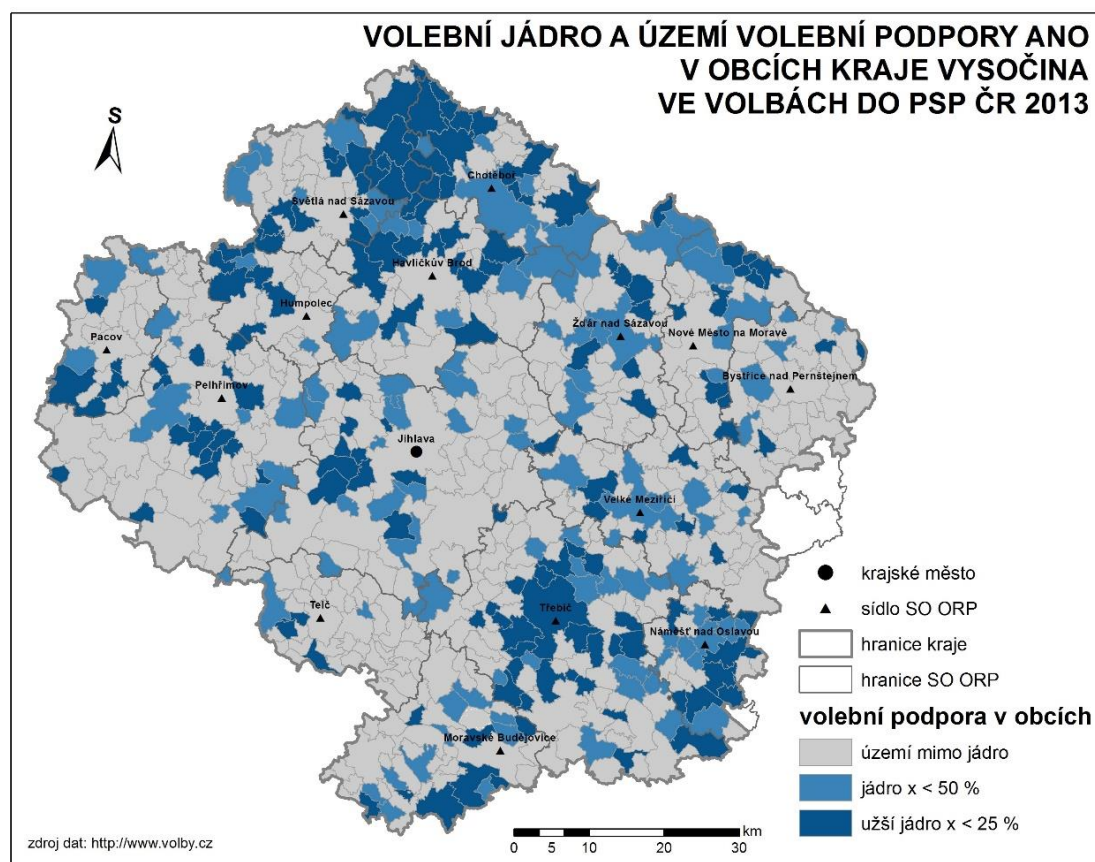 VOLEBNÍ JÁDRO A ÚZEMÍ VOLEBNÍ PODPORY ANO
V OBCÍCH KRAJE VYSOČINA
VE VOLBÁCH DO PSP ČR 2013
S
Chotěboř
Světlá nad Sázavou
Havlíčkův Brod
Humpolec
Žďár nad Sázavou
Nové Město na Moravě
Pacov
Bystřice nad Pernštejnem
Pelhřimov
Jihlava
Velké Meziříčí
Telč
Třebíč
Náměšť nad Oslavou
Moravské Budějovice
krajské město
sídlo SO ORP
hranice kraje
hranice SO ORP
volební podpora v obcích
území mimo jádro
jádro x < 50 %
užší jádro x < 25 %
zdroj dat: http://www.volby.cz
km
0 5 10 20 30